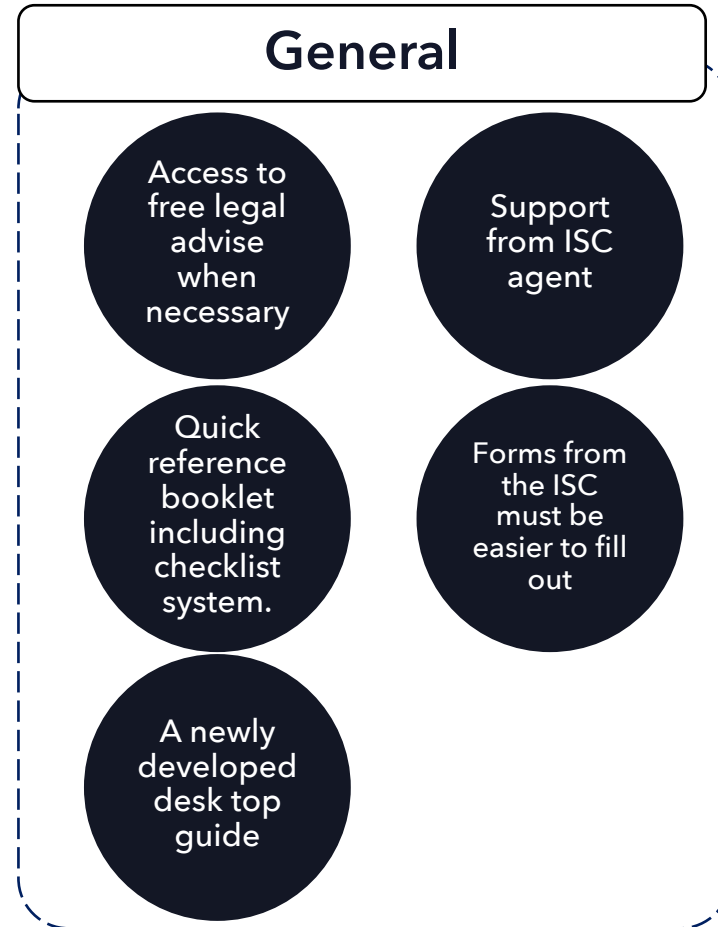 General
Access to
free legal
advise
when
necessary
Support
from ISC
agent
Quick
reference
booklet
including
checklist
system.
Forms from
the ISC
must be
easier to fill
out
A newly
developed
desk top
guide